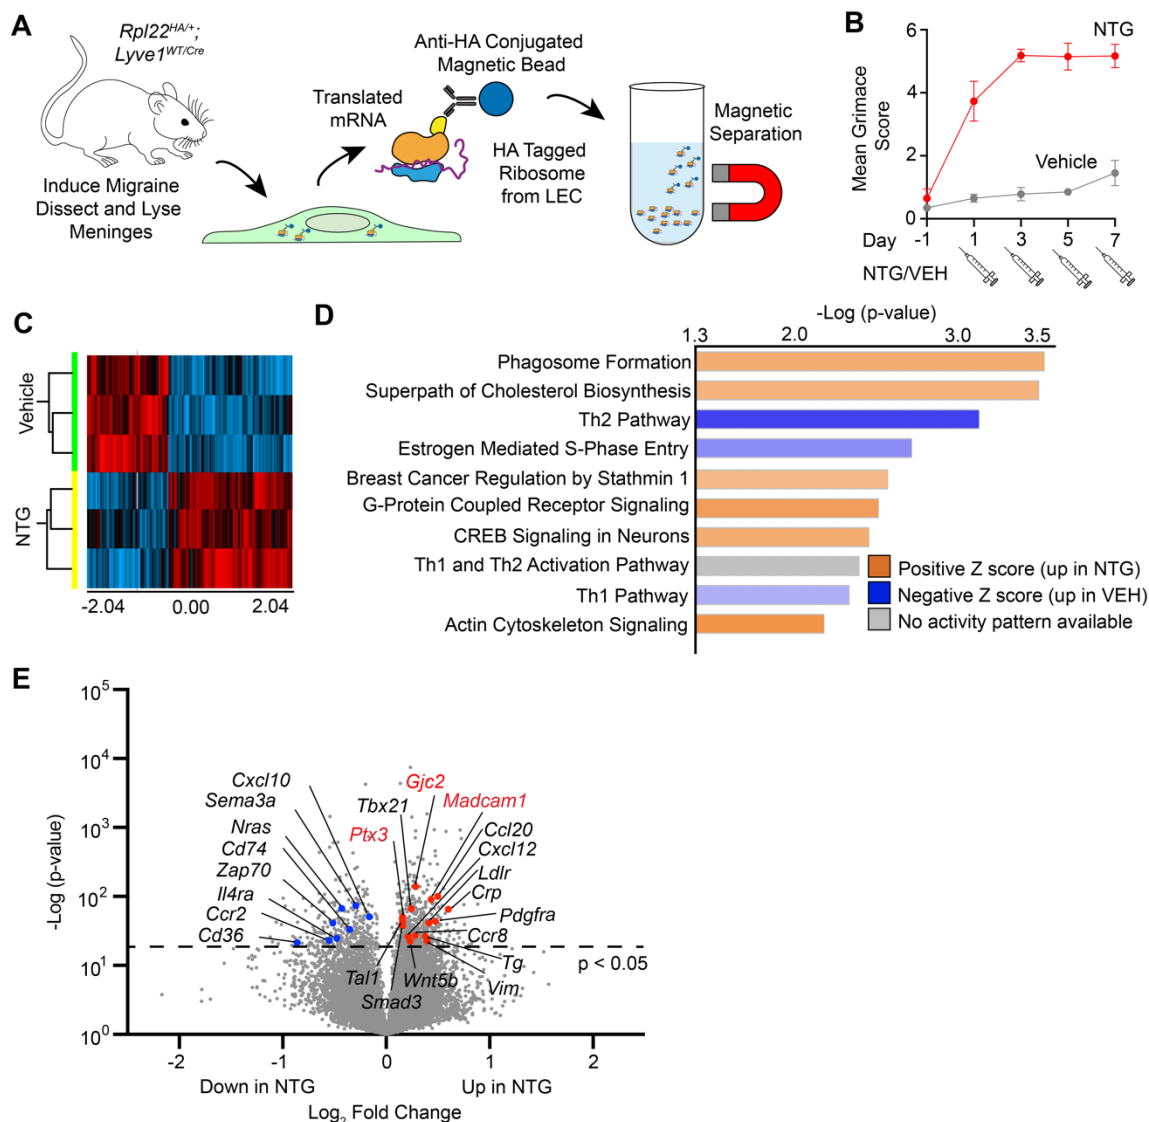 A
Rpl22HA/+;
Lyve1WT/Cre
Induce Migraine
Dissect and Lyse
Meninges
Translated
mRNA
Anti-HA Conjugated
Magnetic Bead
HA Tagged
Ribosome
from LEC
Magnetic
Separation
B
Mean Grimace
Score
6
4
2
0
NTG
Vehicle
Day -1 1 3 5 7
NTG/VEH
C
Vehicle
NTG
-2.04 0.00 2.04
D
-Log (p-value)
1.3 2.0 3.0 3.5
Phagosome Formation
Superpath of Cholesterol Biosynthesis
Th2 Pathway
Estrogen Mediated S-Phase Entry
Breast Cancer Regulation by Stathmin 1
G-Protein Coupled Receptor Signaling
CREB Signaling in Neurons
Th1 and Th2 Activation Pathway
Th1 Pathway
Actin Cytoskeleton Signaling
Positive Z score (up in NTG)
Negative Z score (up in VEH)
No activity pattern available
E
-Log (p-value)
10^5
10^4
10^3
10^2
10^1
10^0
Cxcl10
Sema3a
Nras
Cd74
Zap70
Il4ra
Ccr2
Cd36
Tbx21
Ptx3
Gjc2
Madcam1
Ccl20
Cxcl12
Ldlr
Crp
Pdgfra
Ccr8
Tg
Vim
Wnt5b
Smad3
Tal1
p < 0.05
-2 -1 0 1 2
Down in NTG Up in NTG
Log2 Fold Change